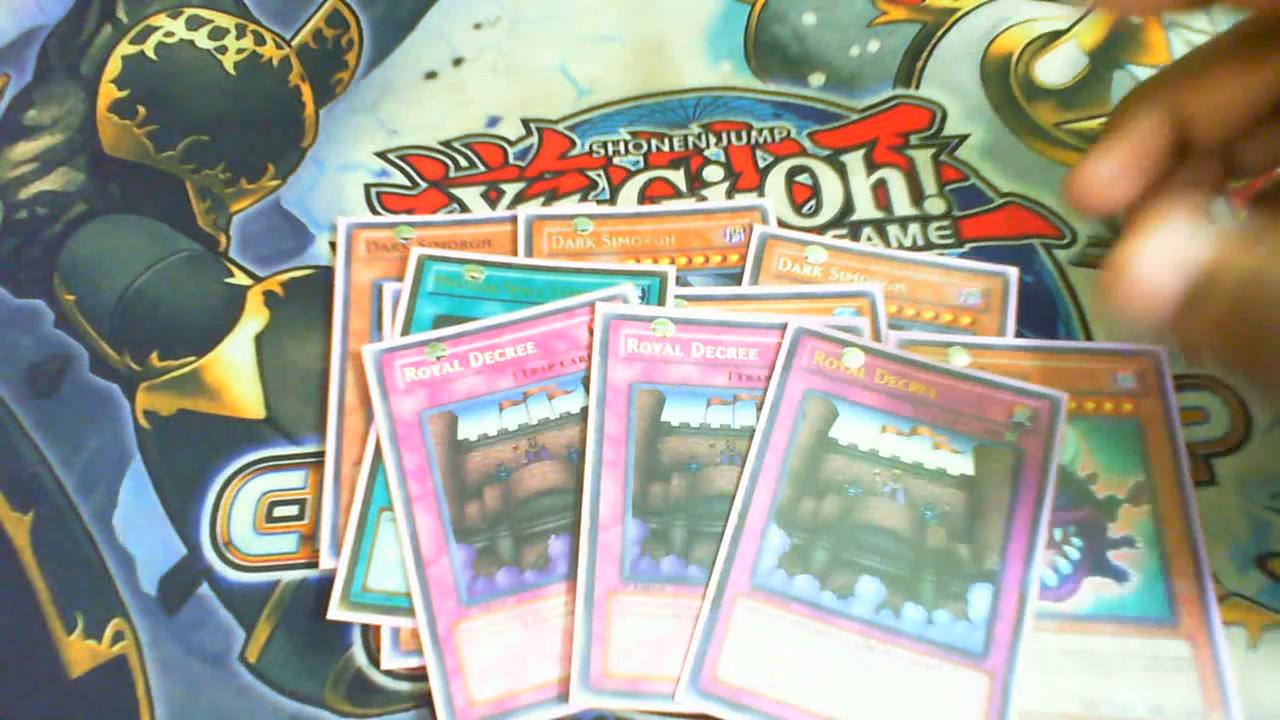 SHONEN JUMP
Yu-Gi-Oh!
GAME
DARK SIMORGH
DARK SIMORGH
DARK SIMORGH
ROYAL DECREE
[TRAP CARD
ROYAL DECREE
[TRAP
ROYAL DECREE